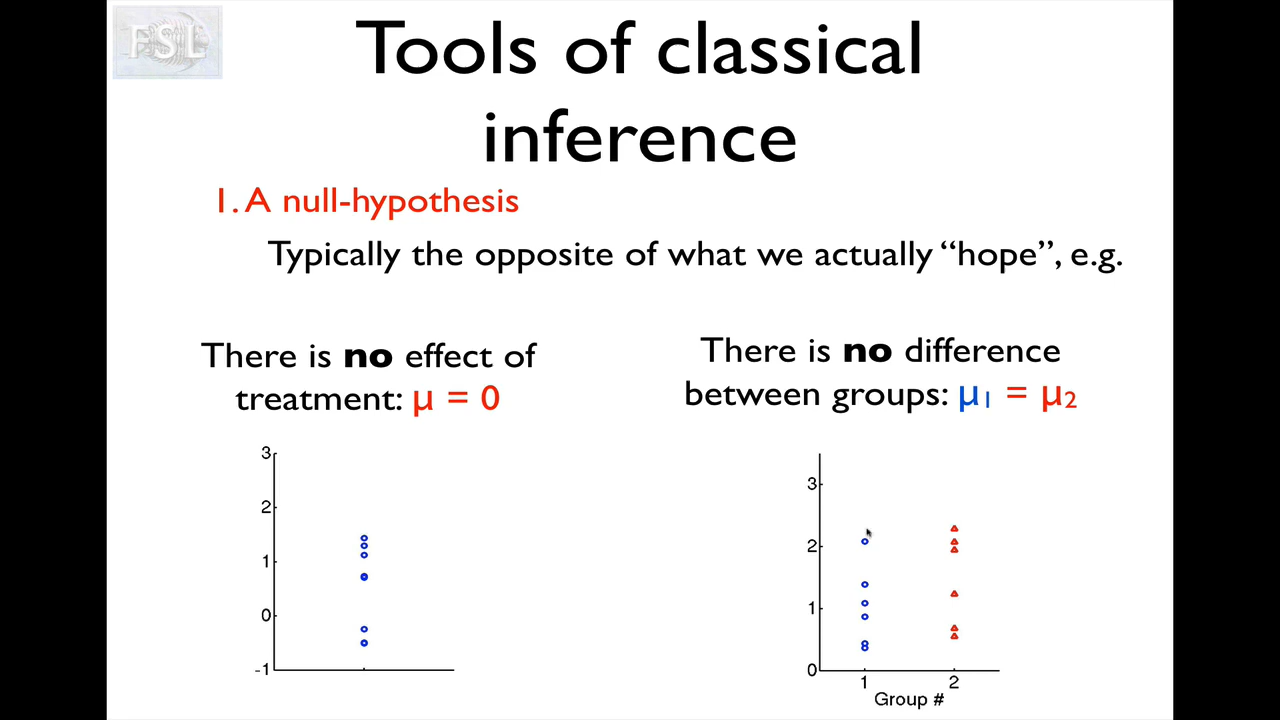 FSL
Tools of classical
inference
1. A null-hypothesis
Typically the opposite of what we actually “hope”, e.g.
There is no effect of
treatment: μ = 0
There is no difference
between groups: μ1 = μ2
3
2
1
0
-1
3
2
1
0
1 2
Group #